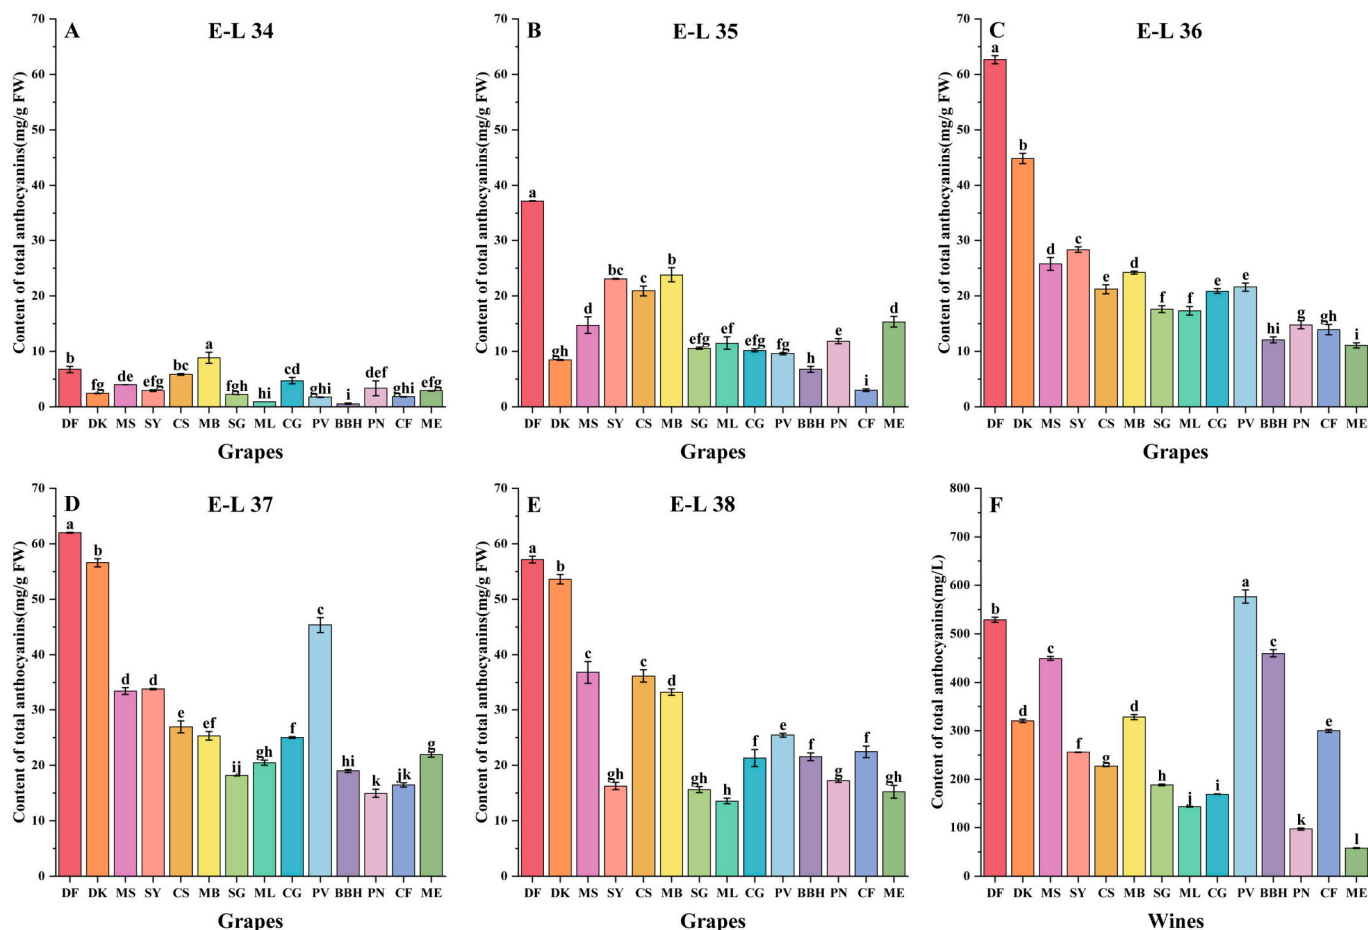 A E-L 34
Content of total anthocyanins(mg/g FW)
70
60
50
40
30
20
10
0
b fg de efg bc a fgh hi cd ghi i def ghi efg
DF DK MS SY CS MB SG ML CG PV BBH PN CF ME
Grapes
B E-L 35
Content of total anthocyanins(mg/g FW)
70
60
50
40
30
20
10
0
a gh d bc c b efg ef efg fg h e i d
DF DK MS SY CS MB SG ML CG PV BBH PN CF ME
Grapes
C E-L 36
Content of total anthocyanins(mg/g FW)
70
60
50
40
30
20
10
0
a b d c e d f f e e hi g gh i
DF DK MS SY CS MB SG ML CG PV BBH PN CF ME
Grapes
D E-L 37
Content of total anthocyanins(mg/g FW)
70
60
50
40
30
20
10
0
a b d d e ef ij gh f c hi k jk g
DF DK MS SY CS MB SG ML CG PV BBH PN CF ME
Grapes
E E-L 38
Content of total anthocyanins(mg/g FW)
70
60
50
40
30
20
10
0
a b c gh c d gh h f e f g f gh
DF DK MS SY CS MB SG ML CG PV BBH PN CF ME
Grapes
F
Content of total anthocyanins(mg/L)
800
700
600
500
400
300
200
100
0
b d c f g d h j i a c k e l
DF DK MS SY CS MB SG ML CG PV BBH PN CF ME
Wines